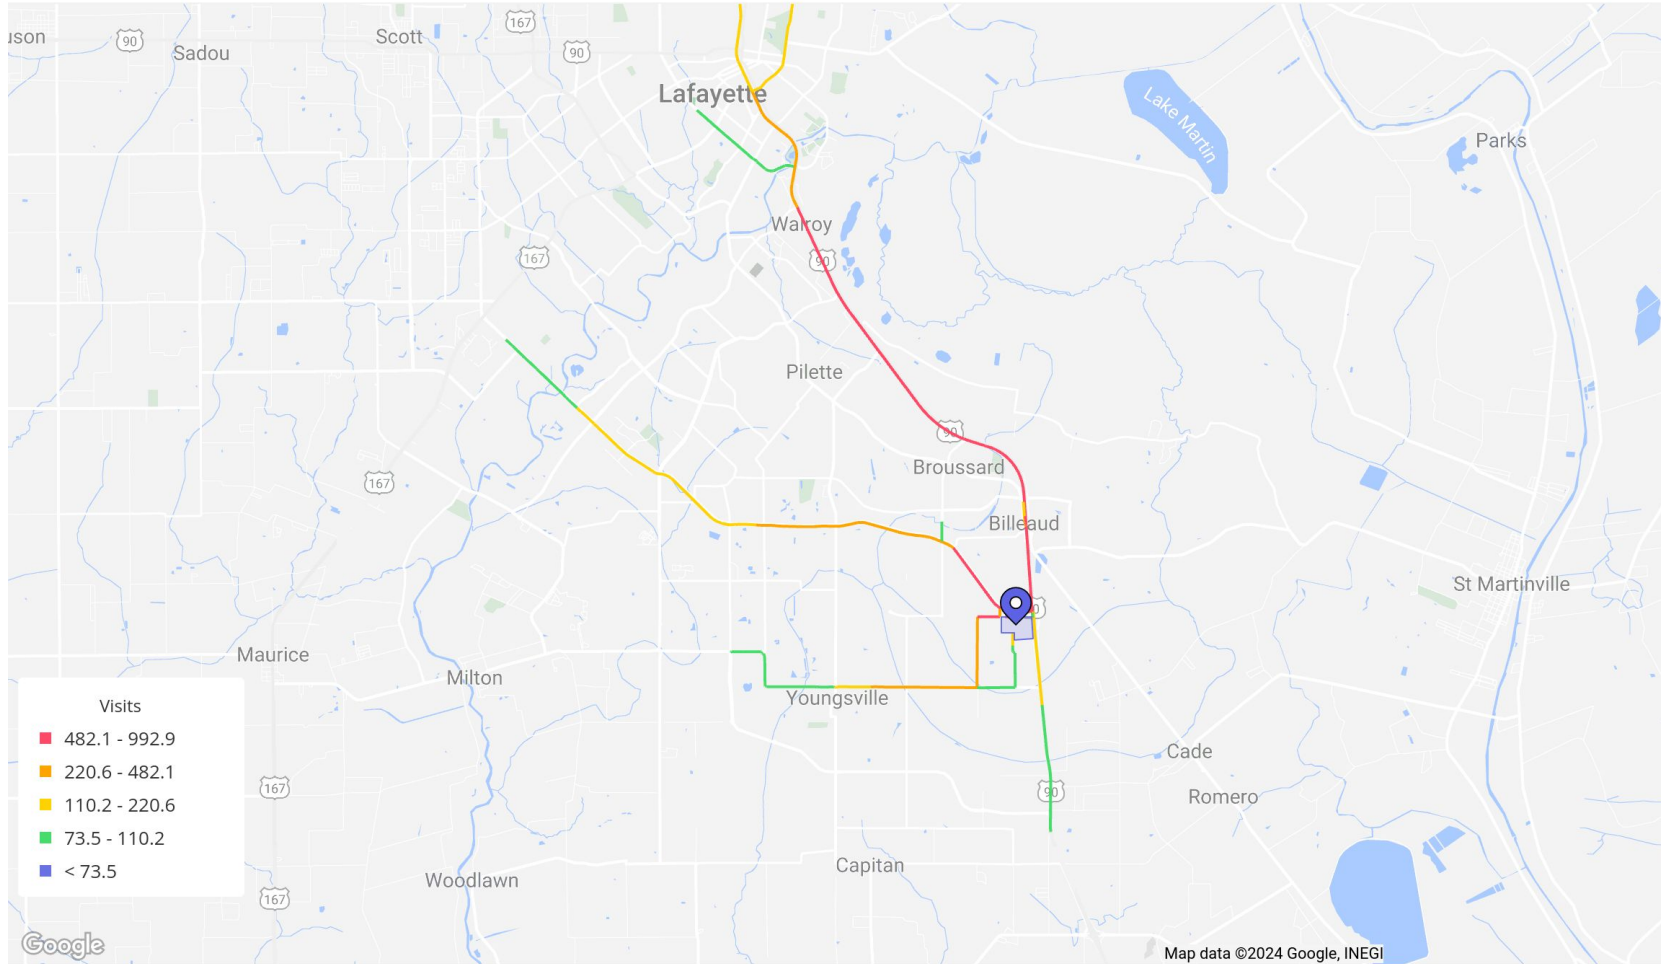 167
uson
90
Sadou
Scott
90
Lafayette
Lake Martin
Parks
Walroy
167
90
Pilette
90
Broussard
167
Billeaud
St Martinville
0
Maurice
Milton
Youngsville
Visits
482.1 - 992.9
220.6 - 482.1
110.2 - 220.6
73.5 - 110.2
< 73.5
Cade
167
90
Romero
Capitan
Woodlawn
167
Google
Map data ©2024 Google, INEGI